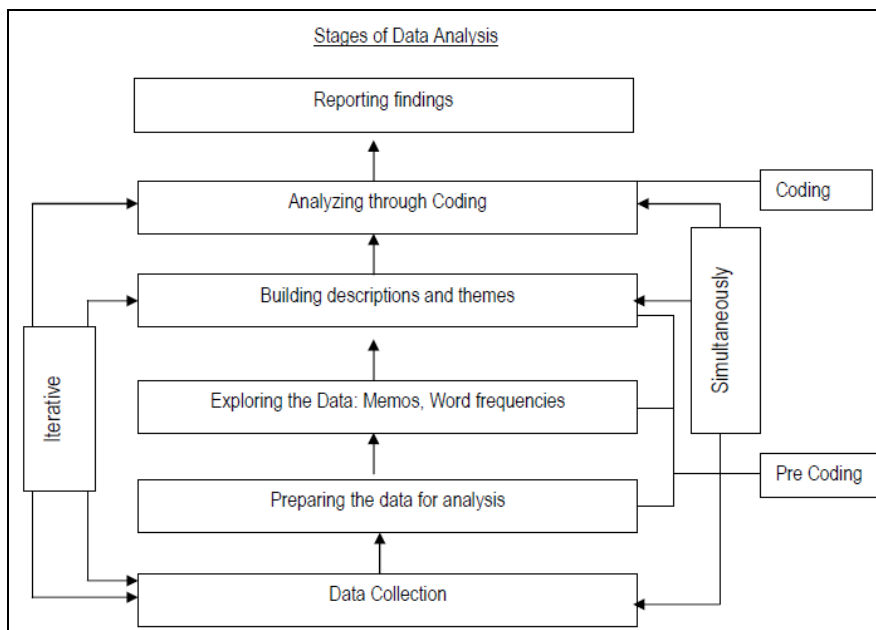 Stages of Data Analysis
Reporting findings
Analyzing through Coding
Coding
Building descriptions and themes
Simultaneously
Iterative
Exploring the Data: Memos, Word frequencies
Pre Coding
Preparing the data for analysis
Data Collection